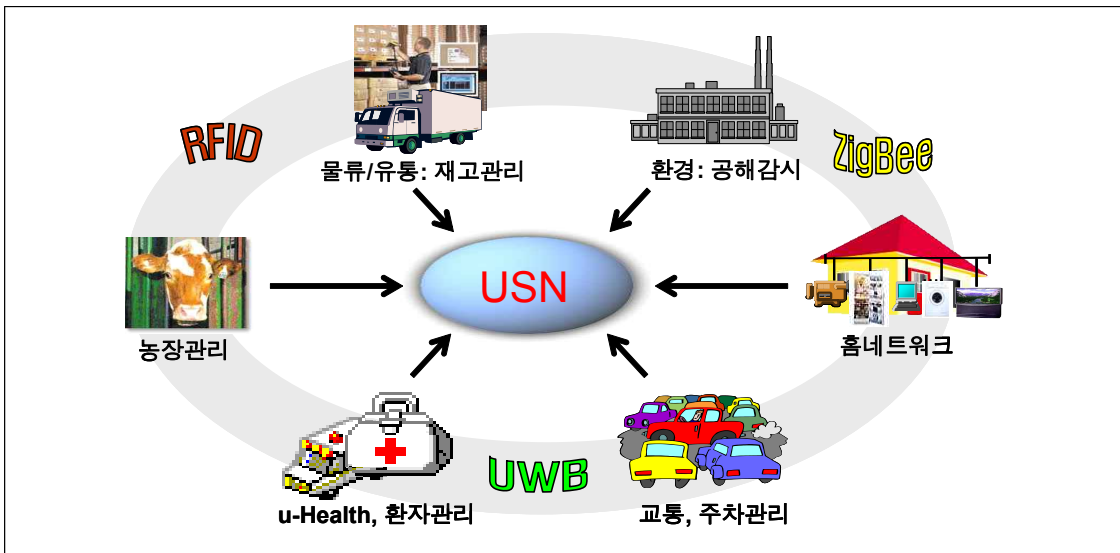 RFID
물류/유통: 재고관리
환경: 공해감시
ZigBee
USN
농장관리
홈네트워크
u-Health, 환자관리
UWB
교통, 주차관리